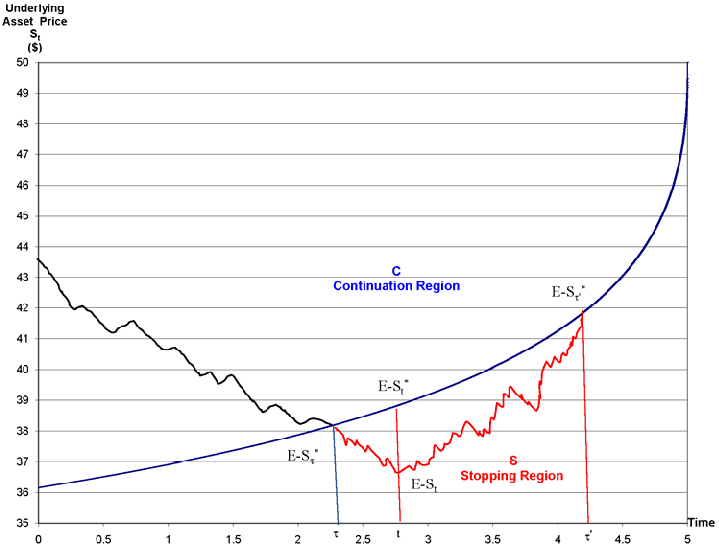 Underlying
Asset Price
St
($)
50
49
48
47
46
45
44
43
42
41
40
39
38
37
36
35
C
Continuation Region
E-Sτ'*
E-St*
E-Sτ*
E-St
S
Stopping Region
Time
0
0.5
1
1.5
2
τ
2.5
t
3
3.5
4
τ'
4.5
5